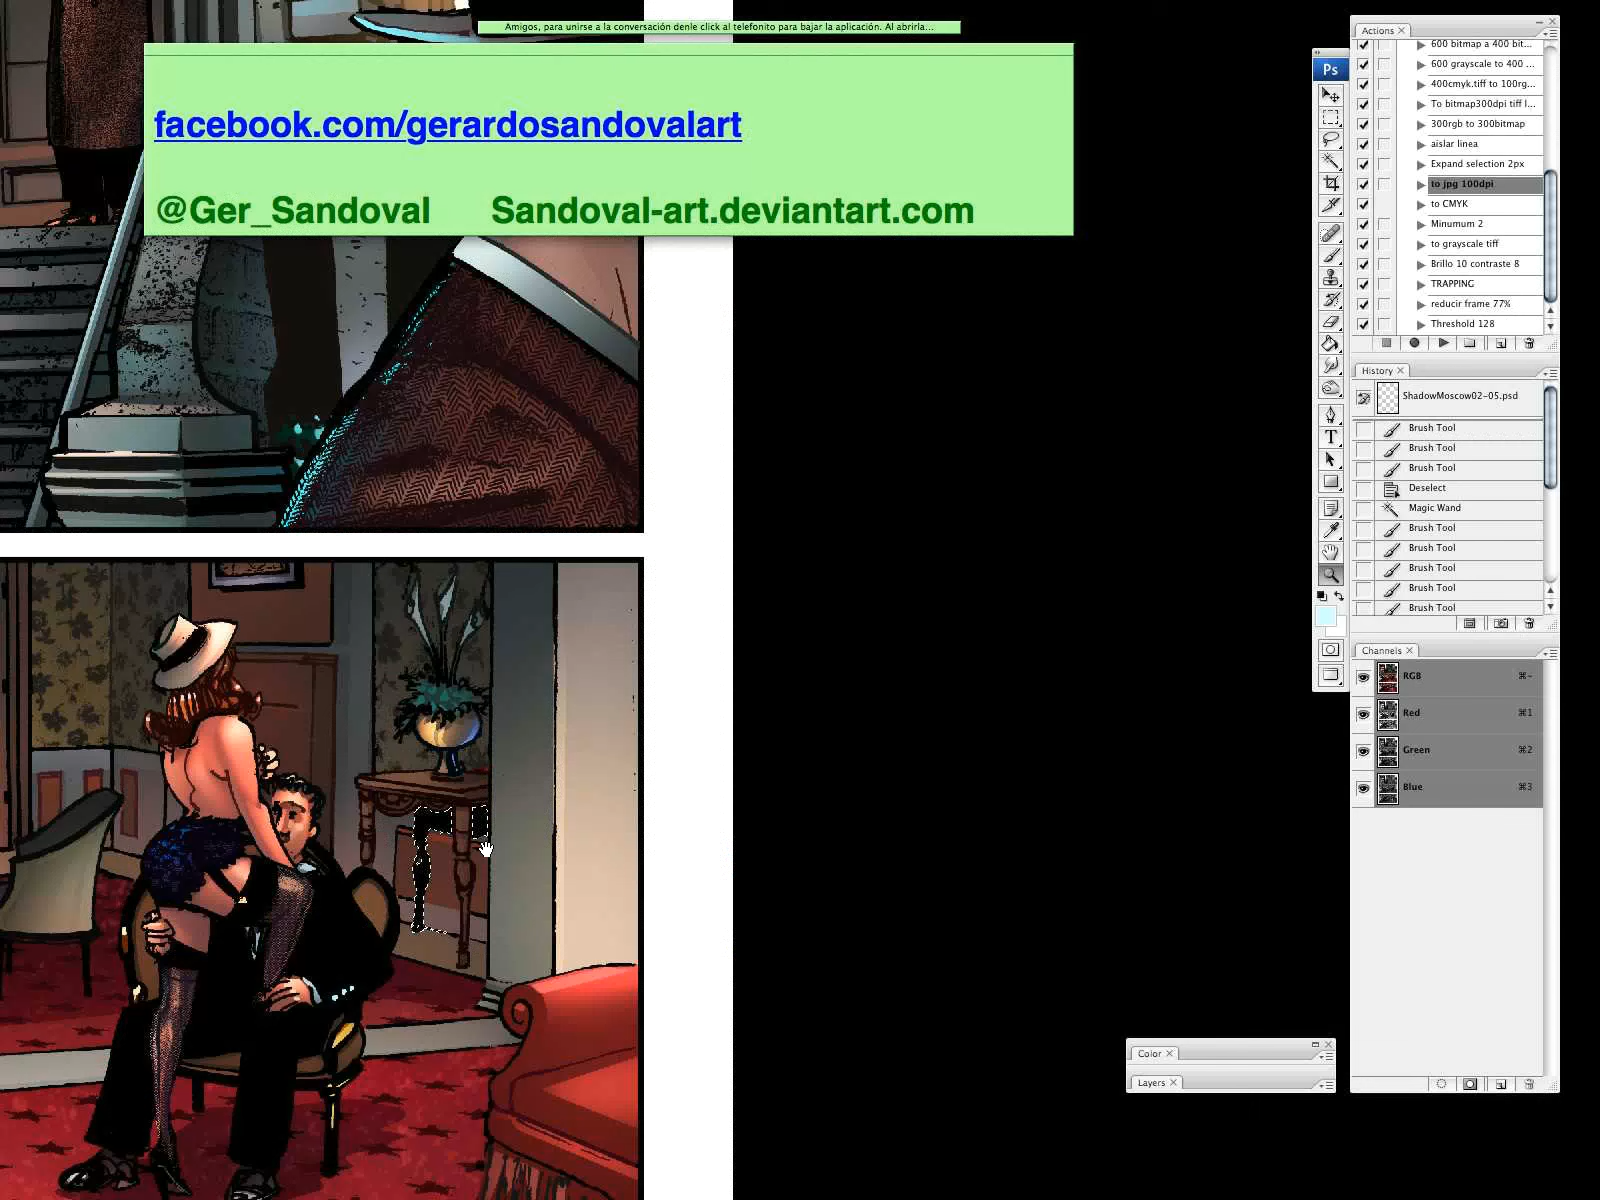 Amigos, para unirse a la conversación denle click al telefonito para bajar la aplicación. Al abrirla...
facebook.com/gerardosandovalart
@Ger_Sandoval Sandoval-art.deviantart.com
Ps
Actions
600 bitmap a 400 bit...
600 grayscale to 400 ...
400cmyk.tiff to 100rg...
To bitmap300dpi tiff l...
300rgb to 300bitmap
aislar linea
Expand selection 2px
to jpg 100dpi
to CMYK
Minumum 2
to grayscale tiff
Brillo 10 contraste 8
TRAPPING
reducir frame 77%
Threshold 128
History
ShadowMoscow02-05.psd
Brush Tool
Brush Tool
Brush Tool
Deselect
Magic Wand
Brush Tool
Brush Tool
Brush Tool
Brush Tool
Brush Tool
Channels
RGB ⌘~
Red ⌘1
Green ⌘2
Blue ⌘3
Color
Layers